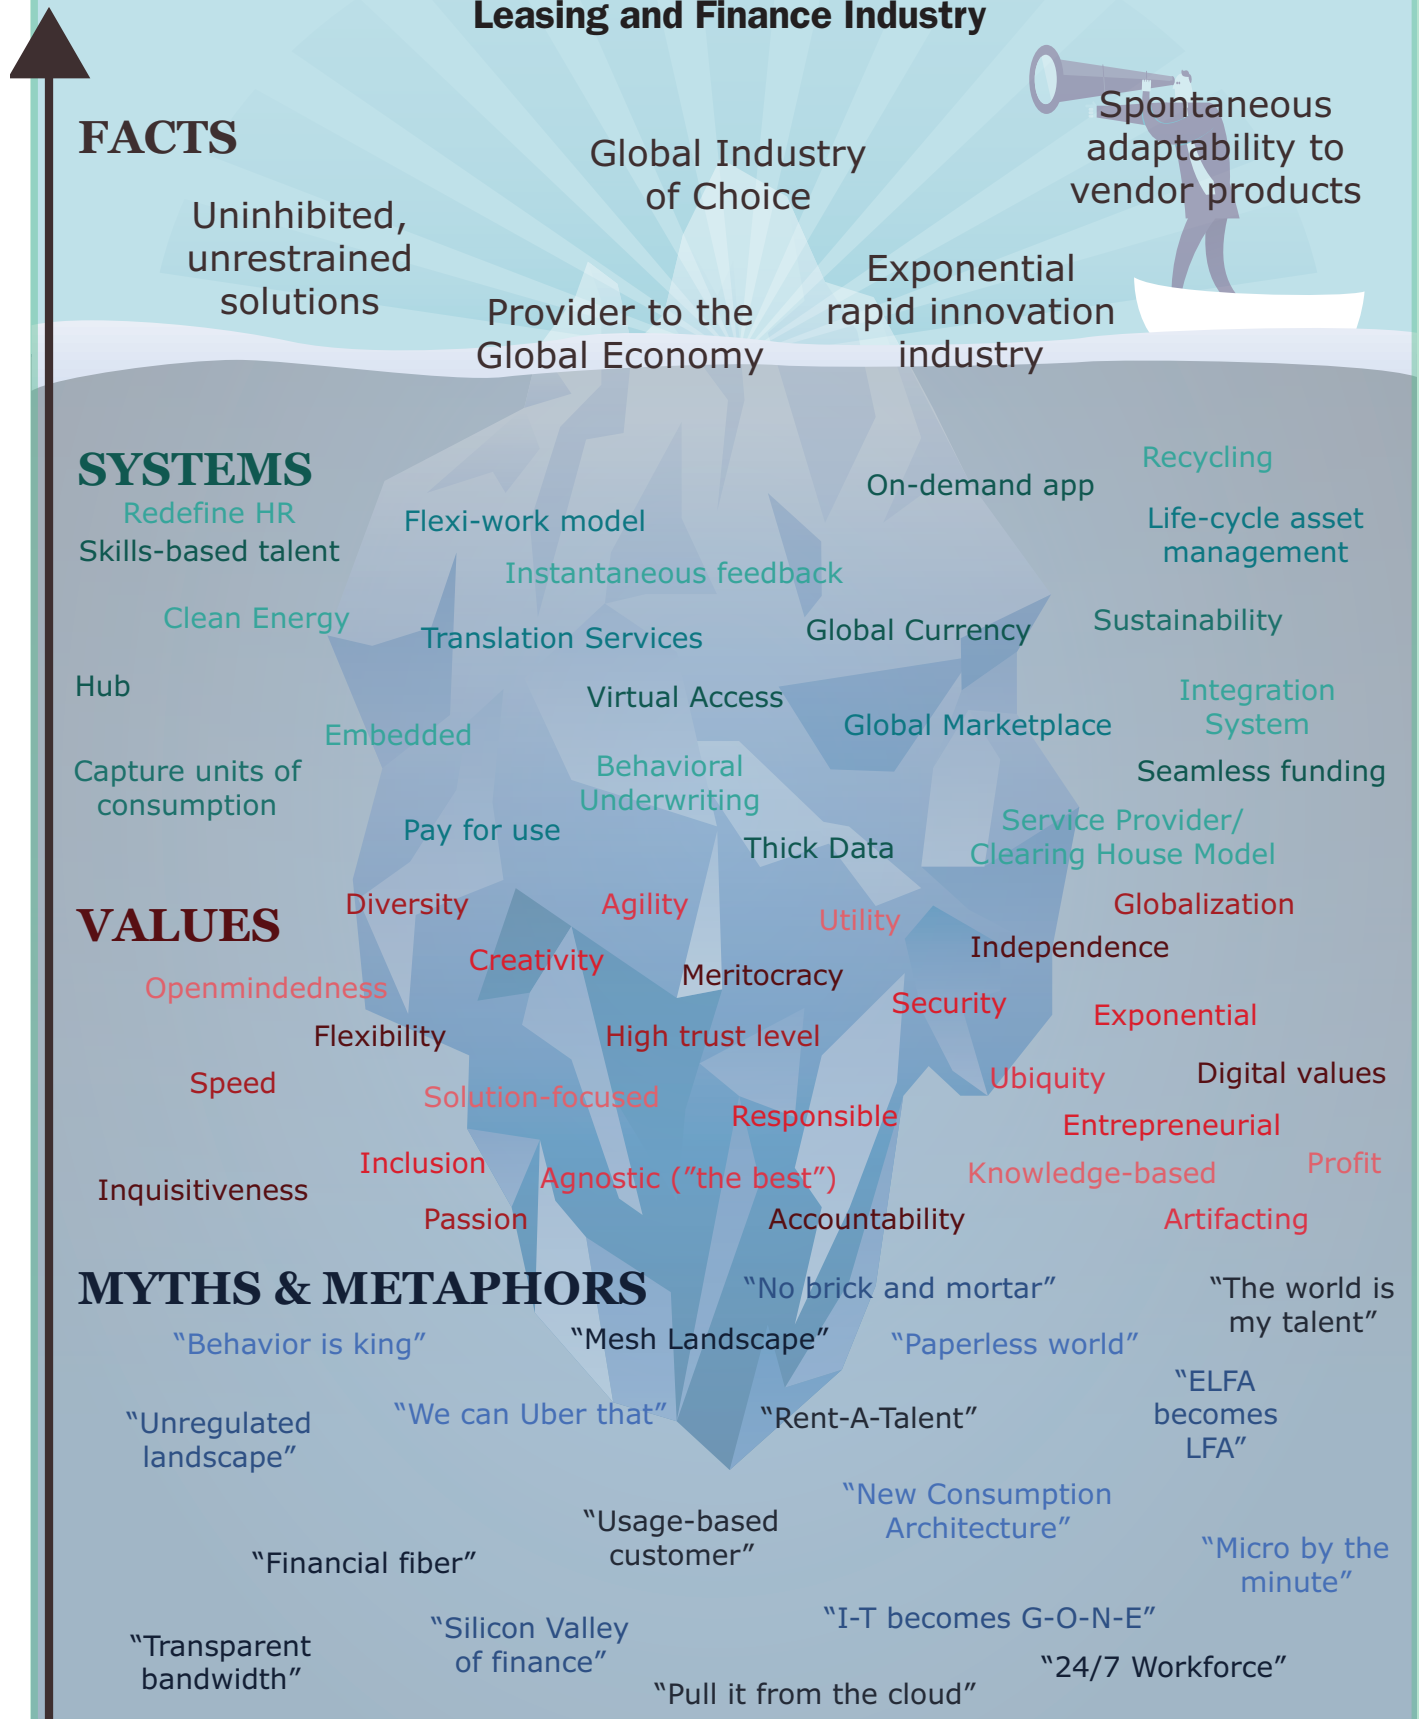 Leasing and Finance Industry
FACTS
Global Industry
of Choice
Spontaneous
adaptability to
vendor products
Uninhibited,
unrestrained
solutions
Provider to the
Global Economy
Exponential
rapid innovation
industry
SYSTEMS
Redefine HR
Skills-based talent
Flexi-work model
On-demand app
Recycling
Life-cycle asset
management
Instantaneous feedback
Clean Energy
Translation Services
Global Currency
Sustainability
Hub
Virtual Access
Integration
System
Embedded
Global Marketplace
Capture units of
consumption
Behavioral
Underwriting
Seamless funding
Pay for use
Thick Data
Service Provider/
Clearing House Model
VALUES
Diversity
Agility
Utility
Globalization
Creativity
Meritocracy
Independence
Openmindedness
Security
Exponential
Flexibility
High trust level
Speed
Solution-focused
Ubiquity
Digital values
Responsible
Entrepreneurial
Inclusion
Agnostic (”the best”)
Knowledge-based
Profit
Inquisitiveness
Passion
Accountability
Artifacting
MYTHS & METAPHORS
“No brick and mortar”
“The world is
my talent”
“Behavior is king”
“Mesh Landscape”
“Paperless world”
“Unregulated
landscape”
“We can Uber that”
“Rent-A-Talent”
“ELFA
becomes
LFA”
“New Consumption
Architecture”
“Usage-based
customer”
“Financial fiber”
“Micro by the
minute”
“Silicon Valley
of finance”
“I-T becomes G-O-N-E”
“Transparent
bandwidth”
“24/7 Workforce”
“Pull it from the cloud”